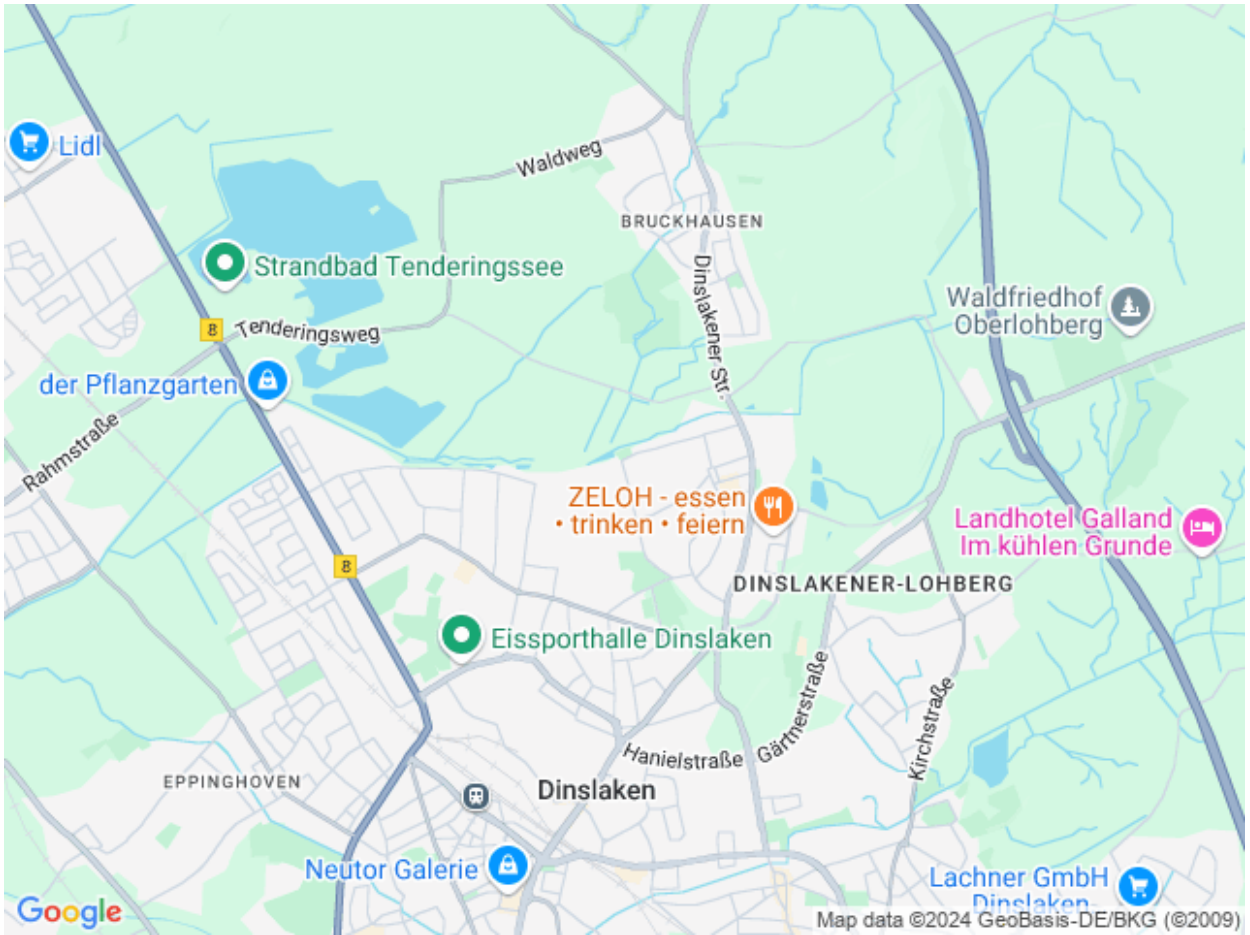 Lidl
Waldweg
BRUCKHAUSEN
Strandbad Tenderingssee
Dinslakener Str.
Waldfriedhof
Oberlohberg
8
Tenderingsweg
der Pflanzgarten
Rahmstraße
ZELOH - essen
• trinken • feiern
Landhotel Galland
Im kühlen Grunde
8
DINSLAKENER-LOHBERG
Eissporthalle Dinslaken
Gärtnerstraße
Kirchstraße
Hanielstraße
EPPINGHOVEN
Dinslaken
Neutor Galerie
Lachner GmbH
Dinslaken
Google
Map data ©2024 GeoBasis-DE/BKG (©2009)